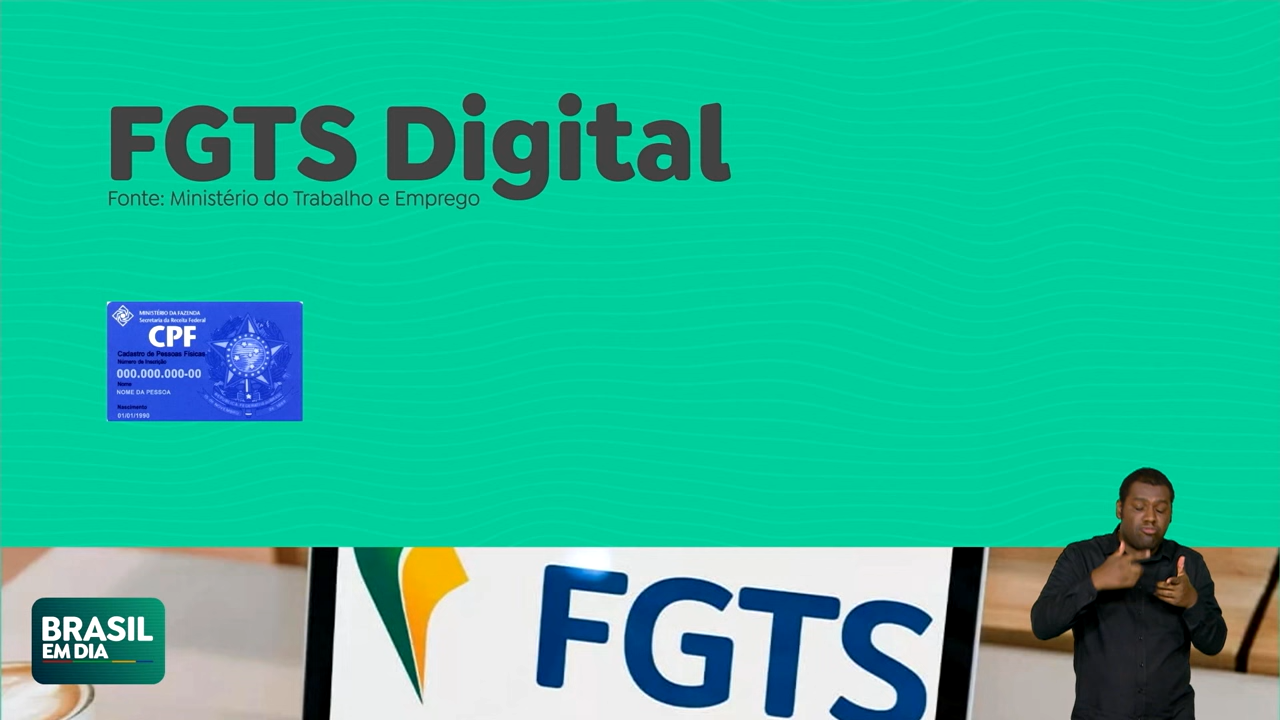 FGTS Digital
Fonte: Ministério do Trabalho e Emprego
MINISTÉRIO DA FAZENDA
Secretaria da Receita Federal
CPF
Cadastro de Pessoas Físicas
Número de Inscrição
000.000.000-00
Nome
NOME DA PESSOA
Nascimento
01/01/1990
FGTS
BRASIL
EM DIA